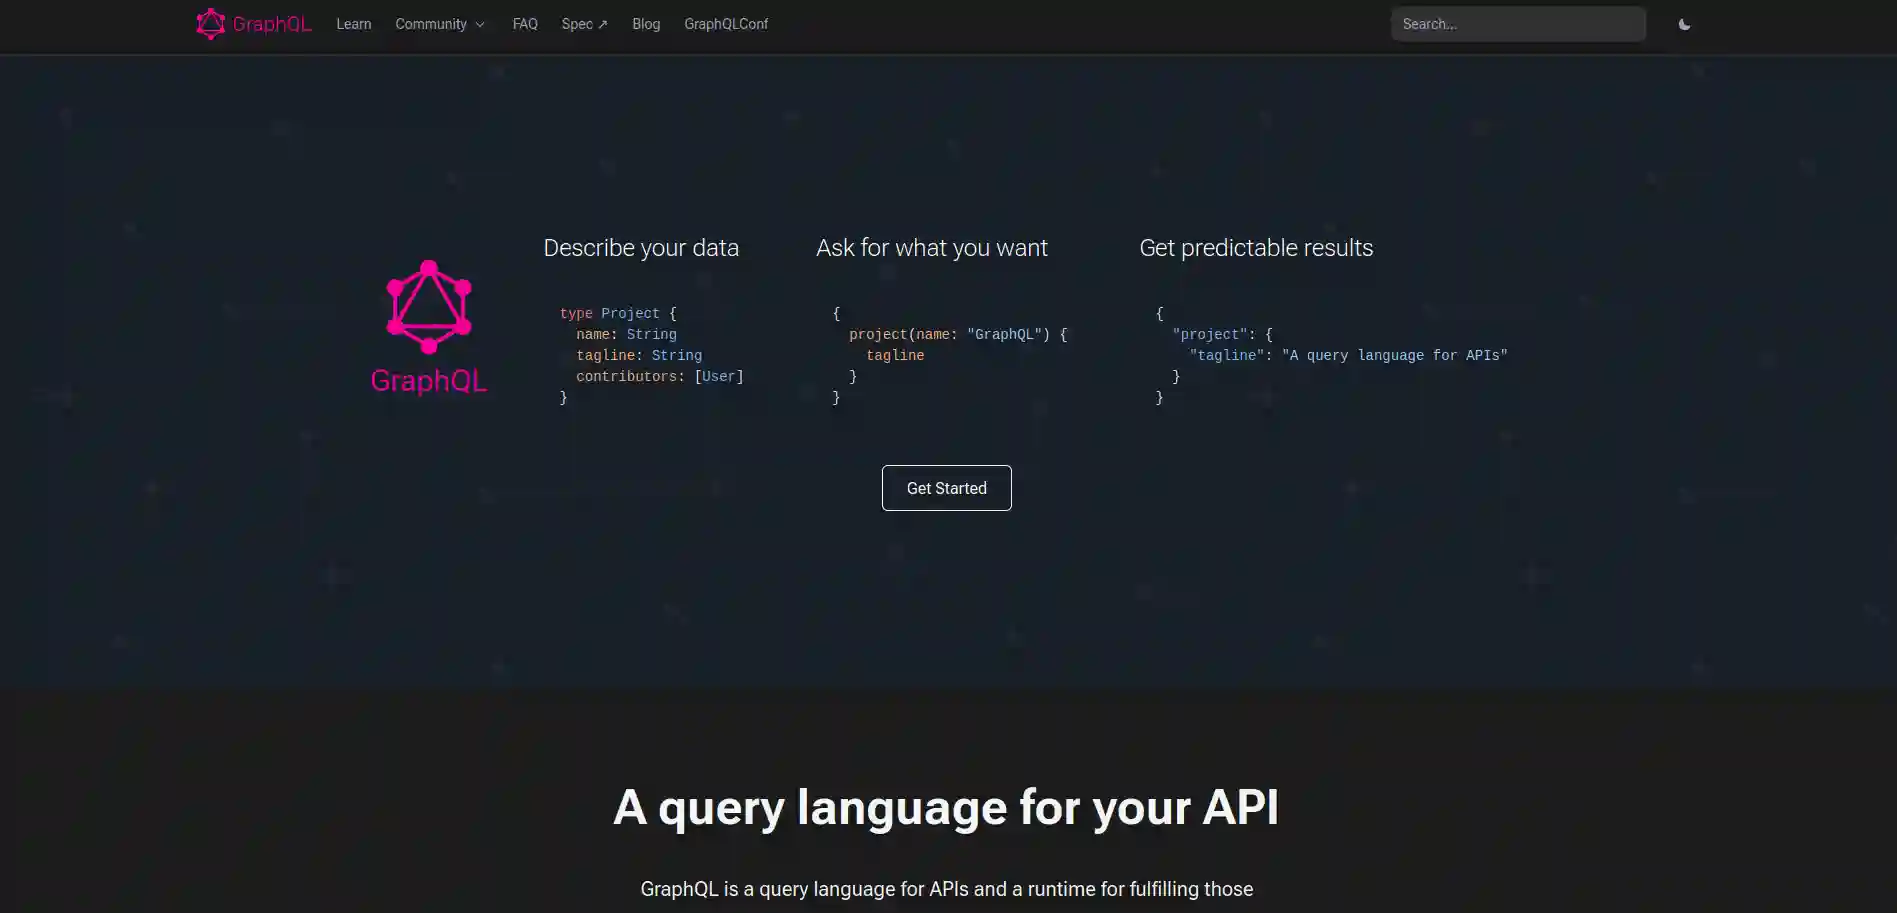 GraphQL
Learn
Community
FAQ
Spec ↗
Blog
GraphQLConf
Search...
GraphQL
Describe your data
type Project {
  name: String
  tagline: String
  contributors: [User]
}
Ask for what you want
{
  project(name: "GraphQL") {
    tagline
  }
}
Get predictable results
{
  "project": {
    "tagline": "A query language for APIs"
  }
}
Get Started
A query language for your API
GraphQL is a query language for APIs and a runtime for fulfilling those